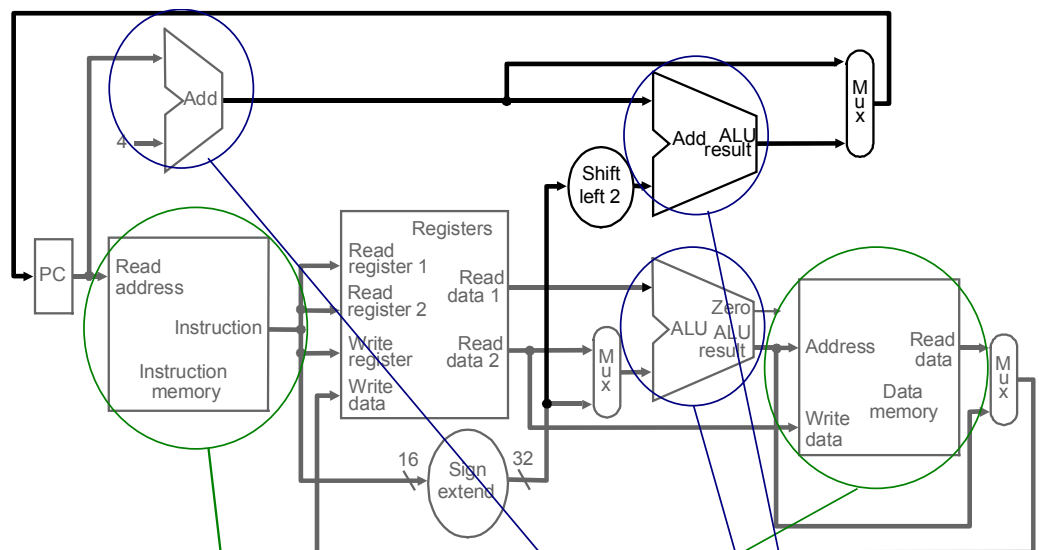 Add
4
Add ALU
result
M
u
x
Shift
left 2
PC
Read
address
Instruction
Instruction
memory
Registers
Read
register 1
Read
register 2
Write
register
Write
data
Read
data 1
Read
data 2
16
Sign
extend
32
M
u
x
Zero
ALU ALU
result
Address
Write
data
Read
data
Data
memory
M
u
x